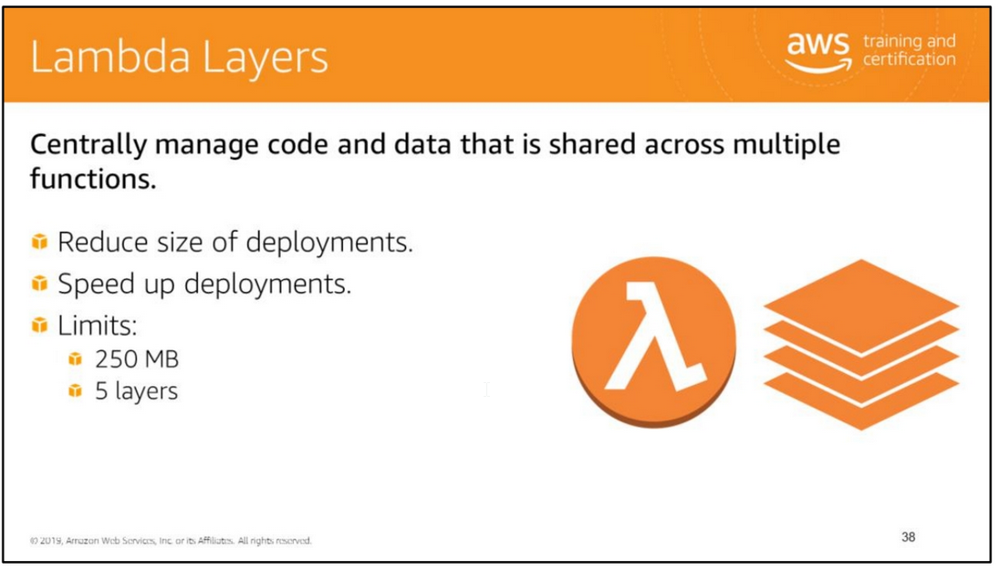 Lambda Layers
aws training and
certification
Centrally manage code and data that is shared across multiple
functions.
Reduce size of deployments.
Speed up deployments.
Limits:
250 MB
5 layers
© 2019, Amazon Web Services, Inc. or its Affiliates. All rights reserved.
38